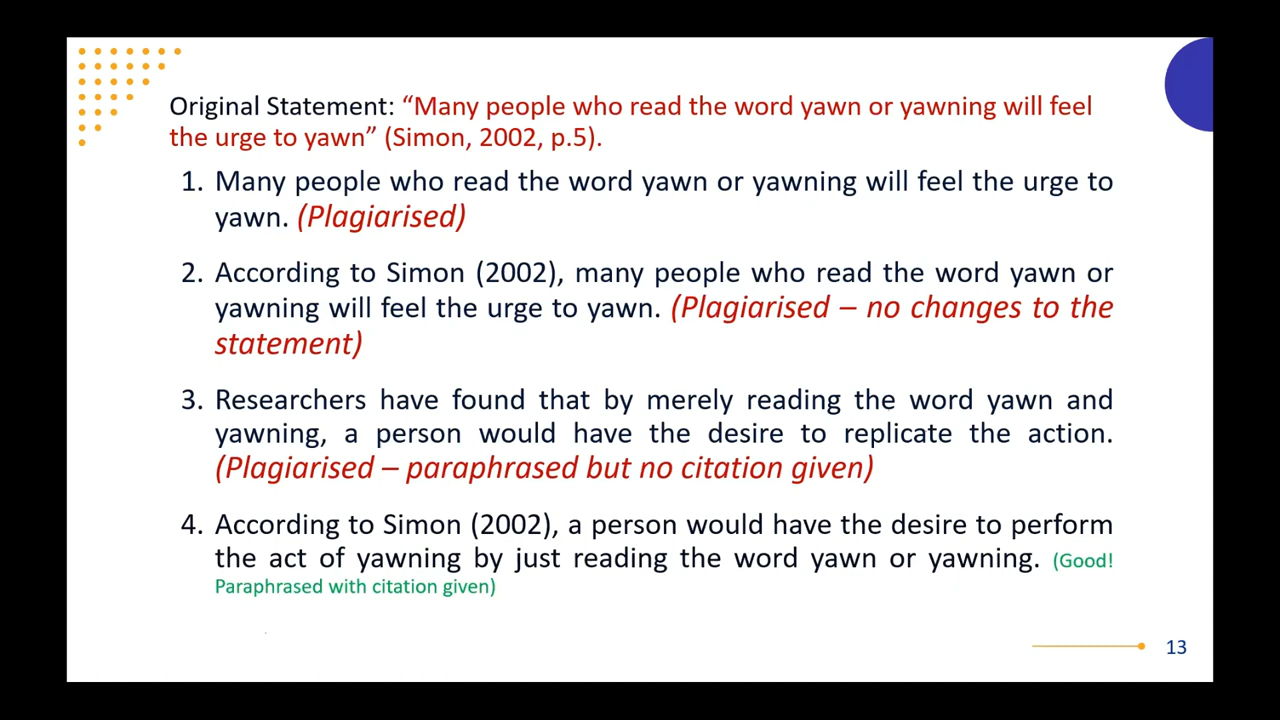 Original Statement: “Many people who read the word yawn or yawning will feel
the urge to yawn” (Simon, 2002, p.5).
1. Many people who read the word yawn or yawning will feel the urge to
yawn. (Plagiarised)
2. According to Simon (2002), many people who read the word yawn or
yawning will feel the urge to yawn. (Plagiarised – no changes to the
statement)
3. Researchers have found that by merely reading the word yawn and
yawning, a person would have the desire to replicate the action.
(Plagiarised – paraphrased but no citation given)
4. According to Simon (2002), a person would have the desire to perform
the act of yawning by just reading the word yawn or yawning. (Good!
Paraphrased with citation given)
13